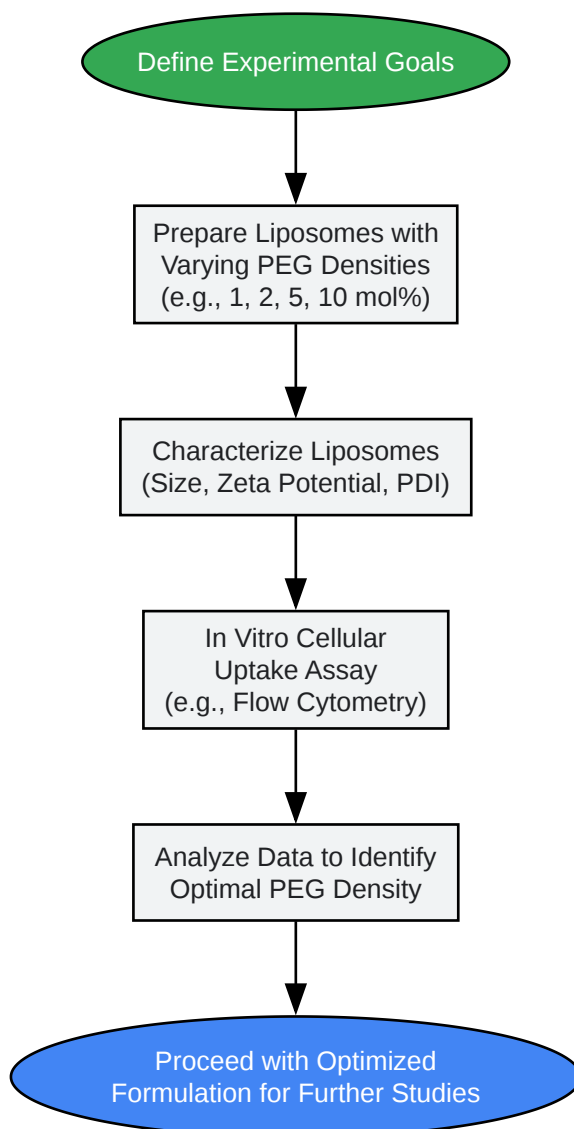 Define Experimental Goals
Prepare Liposomes with
Varying PEG Densities
(e.g., 1, 2, 5, 10 mol%)
Characterize Liposomes
(Size, Zeta Potential, PDI)
In Vitro Cellular
Uptake Assay
(e.g., Flow Cytometry)
Analyze Data to Identify
Optimal PEG Density
Proceed with Optimized
Formulation for Further Studies